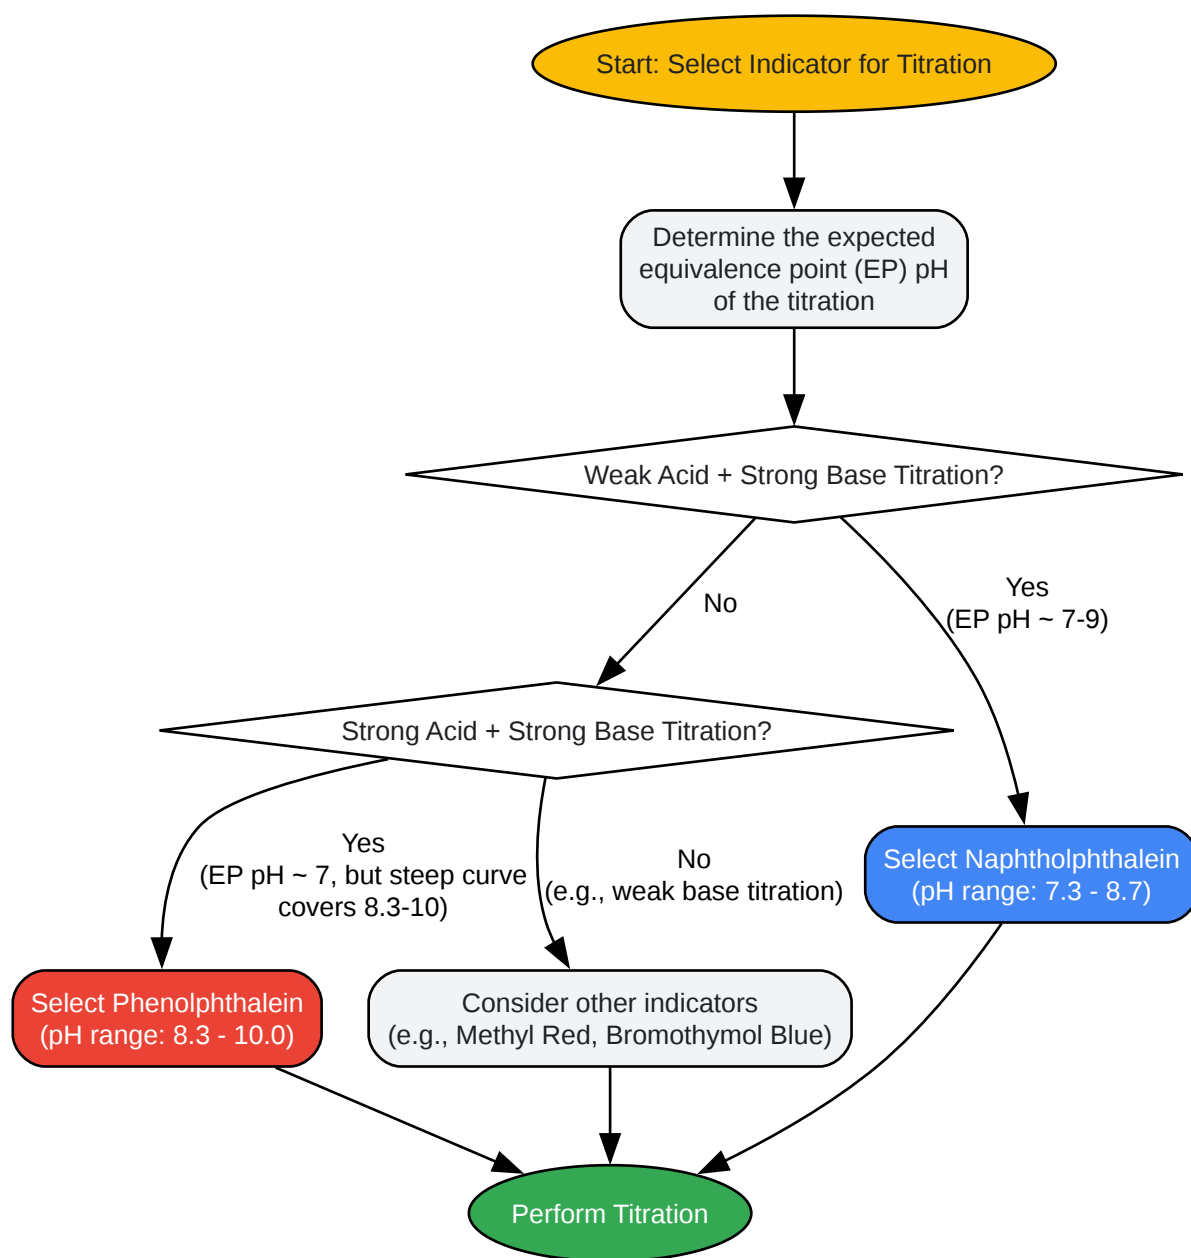 Start: Select Indicator for Titration
Determine the expected
equivalence point (EP) pH
of the titration
Weak Acid + Strong Base Titration?
No
Yes
(EP pH ~ 7-9)
Strong Acid + Strong Base Titration?
Yes
(EP pH ~ 7, but steep curve
covers 8.3-10)
No
(e.g., weak base titration)
Select Naphtholphthalein
(pH range: 7.3 - 8.7)
Select Phenolphthalein
(pH range: 8.3 - 10.0)
Consider other indicators
(e.g., Methyl Red, Bromothymol Blue)
Perform Titration